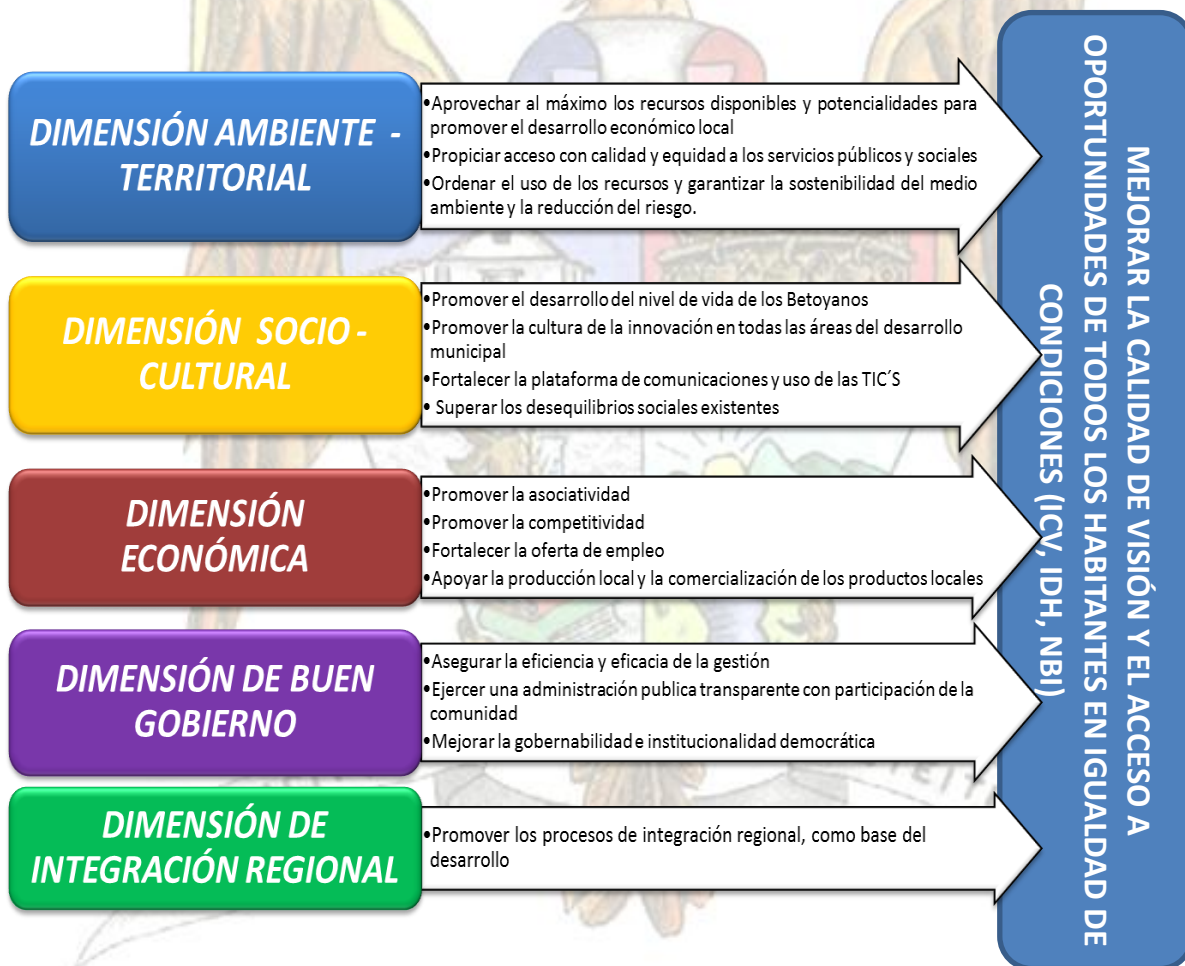 DIMENSIÓN AMBIENTE -
TERRITORIAL
•Aprovechar al máximo los recursos disponibles y potencialidades para
promover el desarrollo económico local
•Propiciar acceso con calidad y equidad a los servicios públicos y sociales
•Ordenar el uso de los recursos y garantizar la sostenibilidad del medio
ambiente y la reducción del riesgo.
DIMENSIÓN SOCIO -
CULTURAL
•Promover el desarrollo del nivel de vida de los Betoyanos
•Promover la cultura de la innovación en todas las áreas del desarrollo
municipal
•Fortalecer la plataforma de comunicaciones y uso de las TIC´S
• Superar los desequilibrios sociales existentes
DIMENSIÓN
ECONÓMICA
•Promover la asociatividad
•Promover la competitividad
•Fortalecer la oferta de empleo
•Apoyar la producción local y la comercialización de los productos locales
DIMENSIÓN DE BUEN
GOBIERNO
•Asegurar la eficiencia y eficacia de la gestión
•Ejercer una administración publica transparente con participación de la
comunidad
•Mejorar la gobernabilidad e institucionalidad democrática
DIMENSIÓN DE
INTEGRACIÓN REGIONAL
•Promover los procesos de integración regional, como base del
desarrollo
MEJORAR LA CALIDAD DE VISIÓN Y EL ACCESO A
OPORTUNIDADES DE TODOS LOS HABITANTES EN IGUALDAD DE
CONDICIONES (ICV, IDH, NBI)